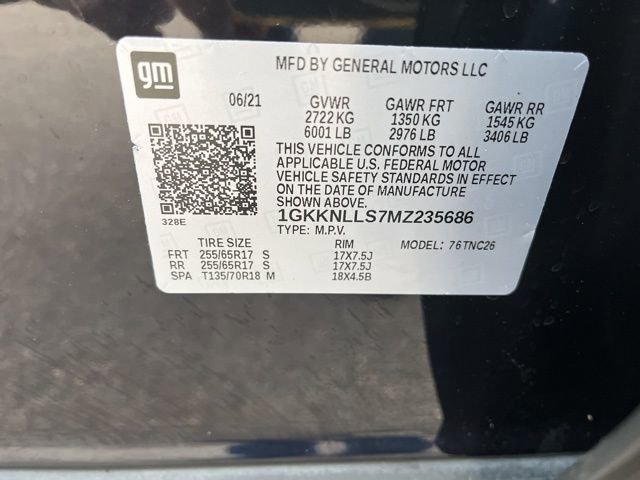 gm
MFD BY GENERAL MOTORS LLC
06/21 GVWR GAWR FRT GAWR RR
2722 KG 1350 KG 1545 KG
6001 LB 2976 LB 3406 LB
THIS VEHICLE CONFORMS TO ALL
APPLICABLE U.S. FEDERAL MOTOR
VEHICLE SAFETY STANDARDS IN EFFECT
ON THE DATE OF MANUFACTURE
SHOWN ABOVE.
328E
1GKKNLLS7MZ235686
TYPE: M.P.V.
TIRE SIZE RIM MODEL: 76TNC26
FRT 255/65R17 S 17X7.5J
RR 255/65R17 S 17X7.5J
SPA T135/70R18 M 18X4.5B